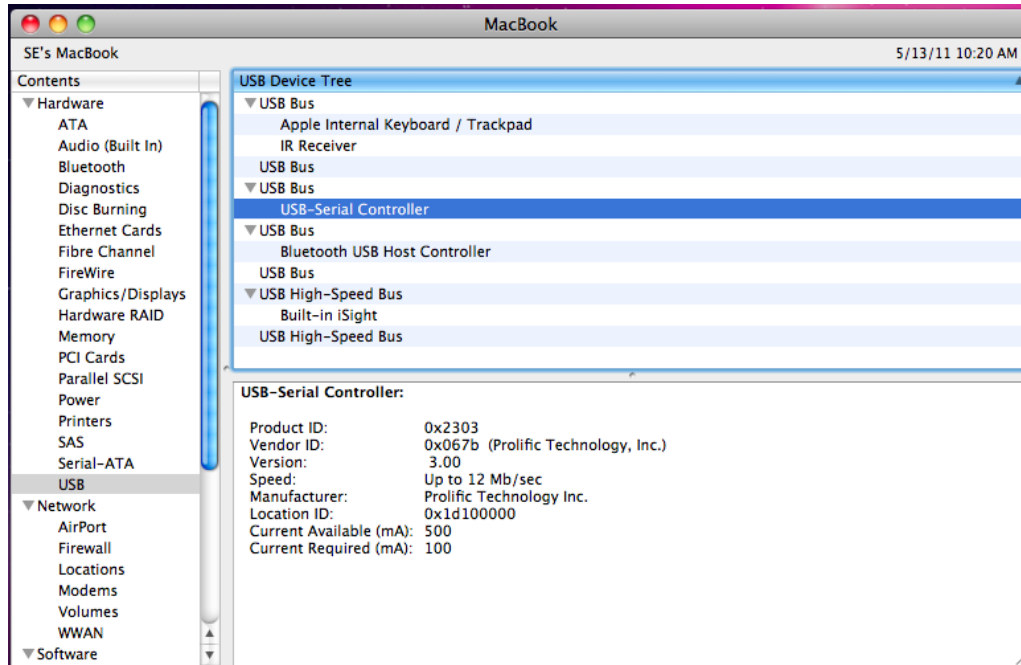 MacBook
SE's MacBook
5/13/11 10:20 AM
Contents
Hardware
ATA
Audio (Built In)
Bluetooth
Diagnostics
Disc Burning
Ethernet Cards
Fibre Channel
FireWire
Graphics/Displays
Hardware RAID
Memory
PCI Cards
Parallel SCSI
Power
Printers
SAS
Serial-ATA
USB
Network
AirPort
Firewall
Locations
Modems
Volumes
WWAN
Software
USB Device Tree
USB Bus
Apple Internal Keyboard / Trackpad
IR Receiver
USB Bus
USB Bus
USB-Serial Controller
USB Bus
Bluetooth USB Host Controller
USB Bus
USB High-Speed Bus
Built-in iSight
USB High-Speed Bus
USB-Serial Controller:
Product ID: 0x2303
Vendor ID: 0x067b (Prolific Technology, Inc.)
Version: 3.00
Speed: Up to 12 Mb/sec
Manufacturer: Prolific Technology Inc.
Location ID: 0x1d100000
Current Available (mA): 500
Current Required (mA): 100